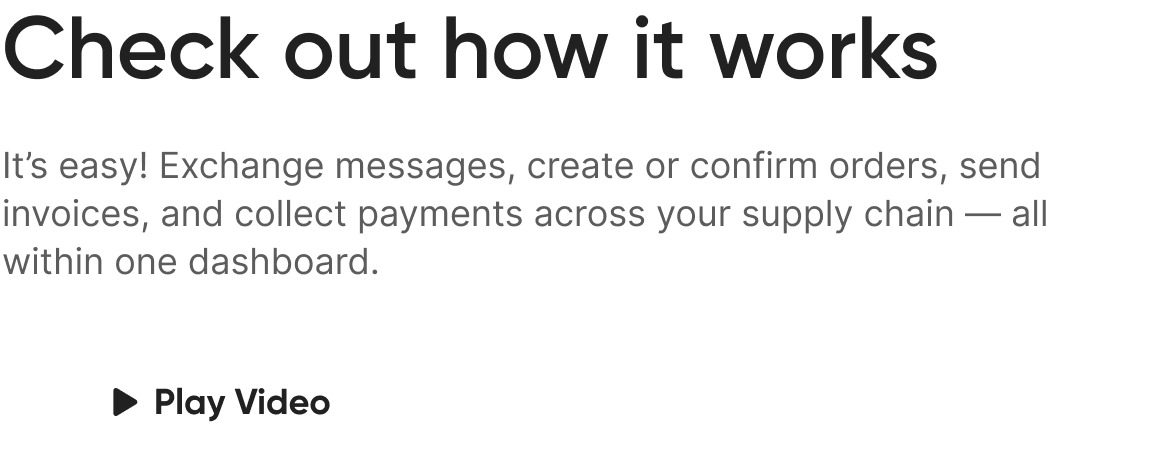 Check out how it works
It’s easy! Exchange messages, create or confirm orders, send
invoices, and collect payments across your supply chain — all
within one dashboard.
Play Video